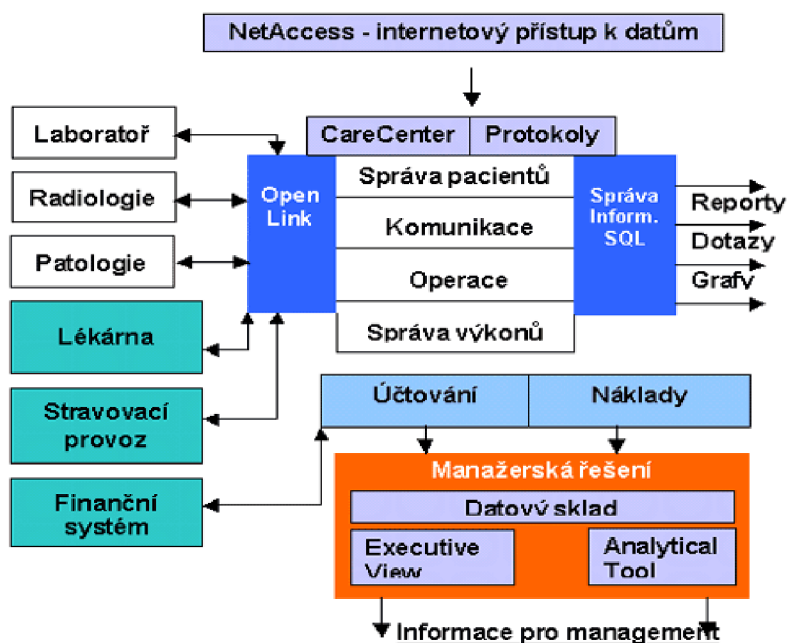 NetAccess - internetový přístup k datům
CareCenter
Protokoly
Laboratoř
Radiologie
Patologie
Lékárna
Stravovací
provoz
Finanční
systém
Open
Link
Správa pacientů
Komunikace
Operace
Správa výkonů
Správa
Inform.
SQL
Reporty
Dotazy
Grafy
Účtování
Náklady
Manažerská řešení
Datový sklad
Executive
View
Analytical
Tool
Informace pro management